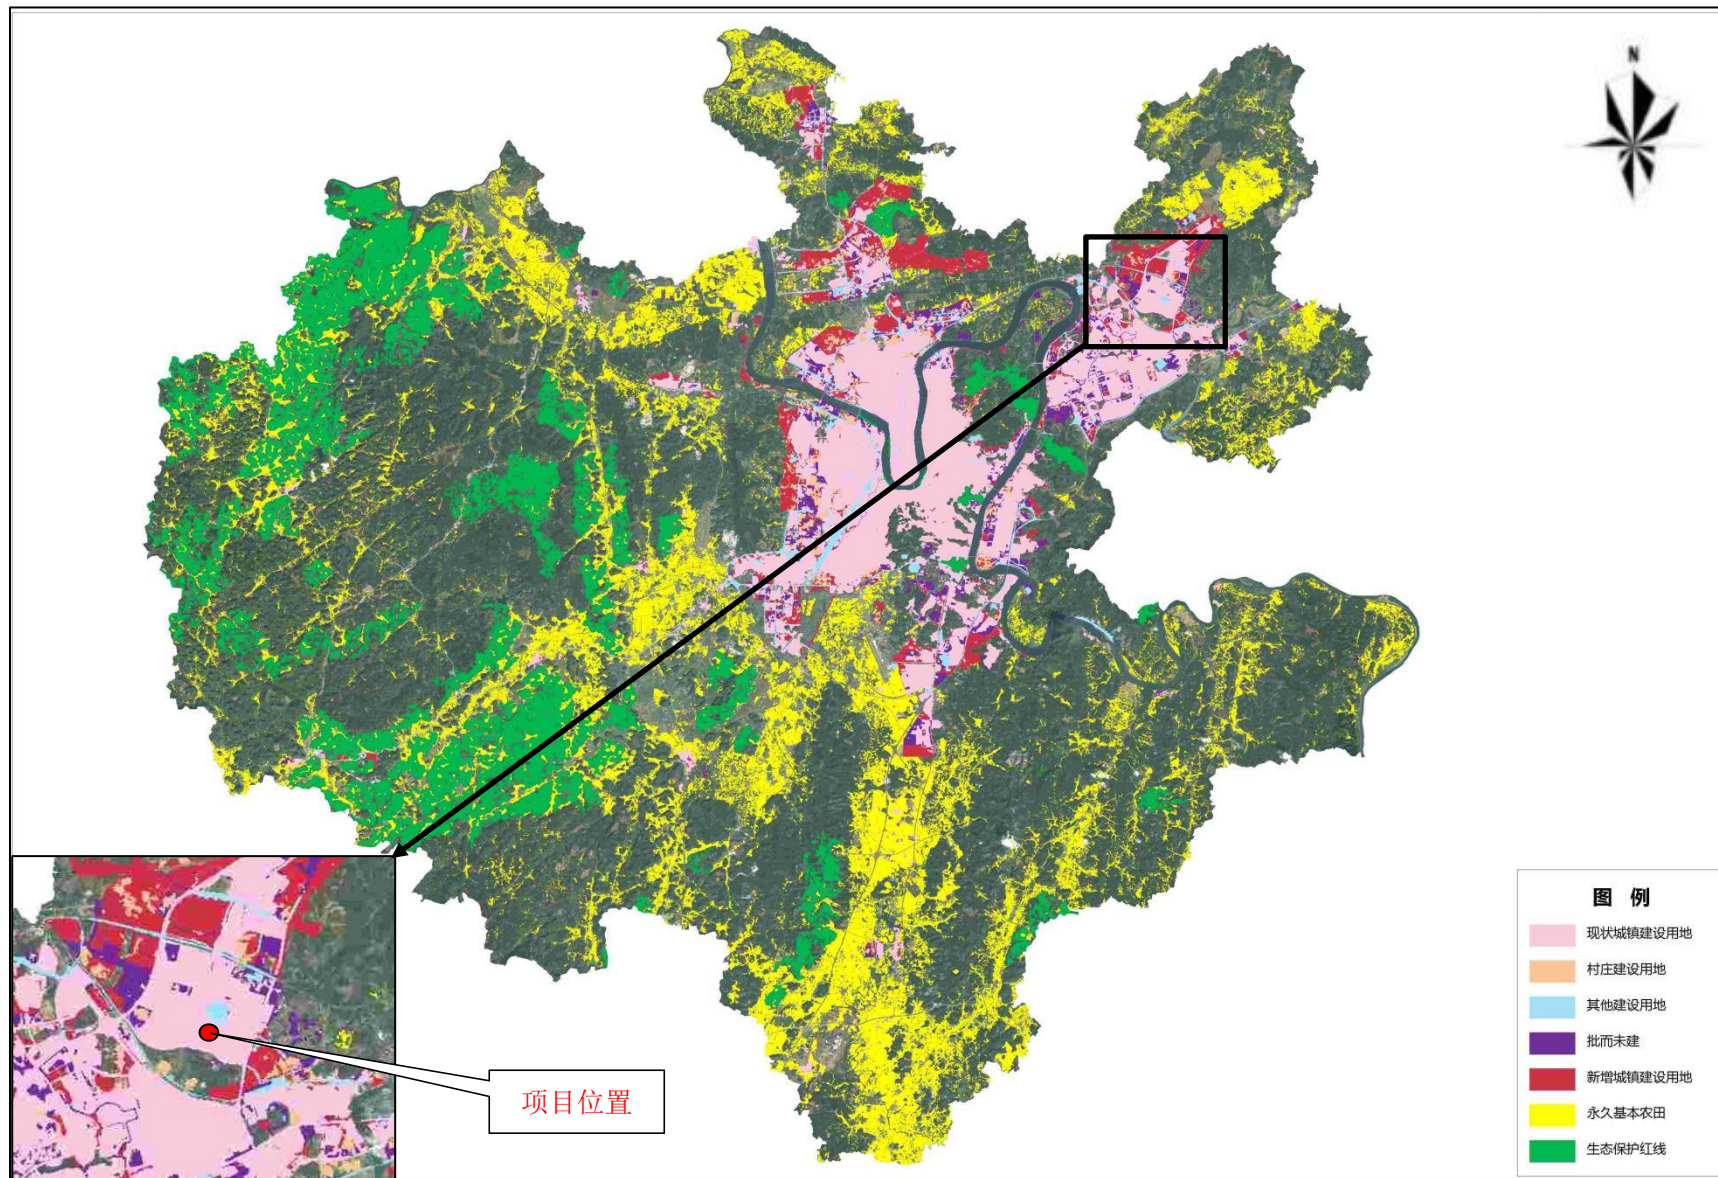 N
项目位置
图 例
现状城镇建设用地
村庄建设用地
其他建设用地
批而未建
新增城镇建设用地
永久基本农田
生态保护红线